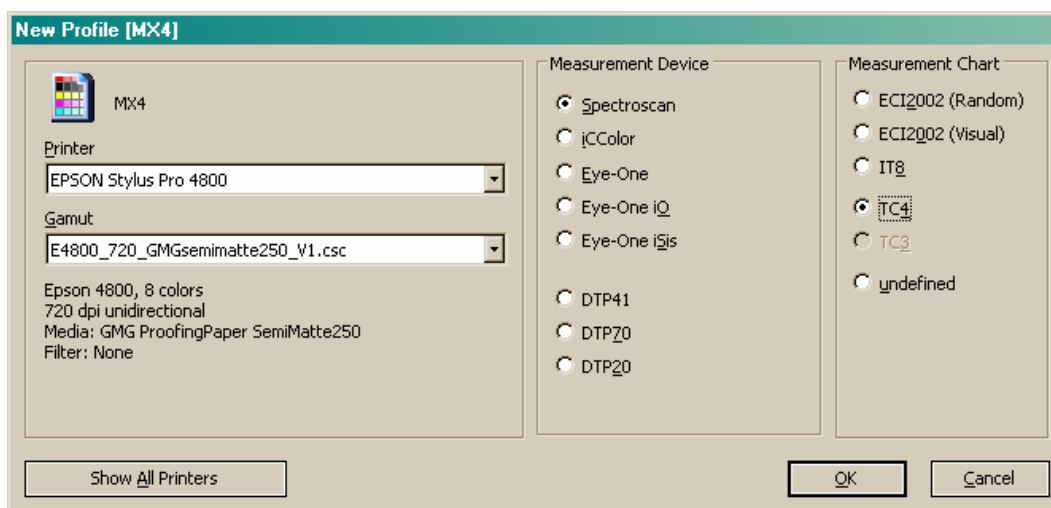 New Profile [MX4]
MX4
Printer
EPSON Stylus Pro 4800
Gamut
E4800_720_GMGsemimatte250_V1.csc
Epson 4800, 8 colors
720 dpi unidirectional
Media: GMG ProofingPaper SemiMatte250
Filter: None
Measurement Device
Spectroscan
iCColor
Eye-One
Eye-One iO
Eye-One iSis
DTP41
DTP70
DTP20
Measurement Chart
ECI2002 (Random)
ECI2002 (Visual)
IT8
TC4
TC3
undefined
Show All Printers
OK
Cancel